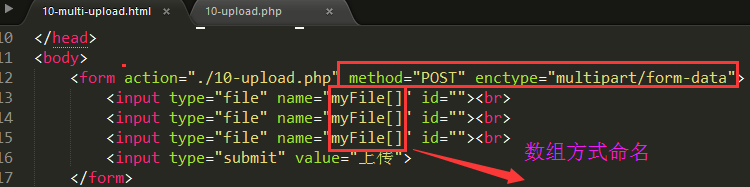 10-multi-upload.html 10-upload.php
10 </head>
11 <body>
12 <form action="./10-upload.php" method="POST" enctype="multipart/form-data">
13 <input type="file" name="myFile[]" id=""><br>
14 <input type="file" name="myFile[]" id=""><br>
15 <input type="file" name="myFile[]" id=""><br>
16 <input type="submit" value="上传">
数组方式命名
17 </form>